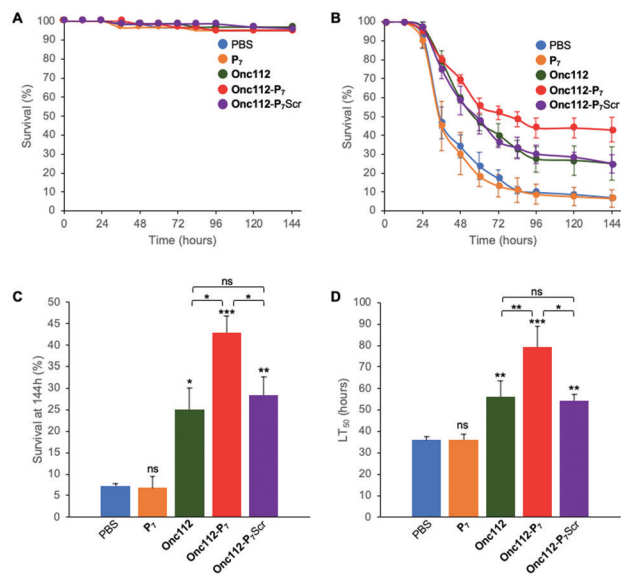 A
100
90
80
70
60
50
40
30
20
10
0
Survival (%)
PBS
P₇
Onc112
Onc112-P₇
Onc112-P₇Scr
0 24 48 72 96 120 144
Time (hours)
B
100
90
80
70
60
50
40
30
20
10
0
Survival (%)
PBS
P₇
Onc112
Onc112-P₇
Onc112-P₇Scr
0 24 48 72 96 120 144
Time (hours)
C
50
45
40
35
30
25
20
15
10
5
0
Survival at 144h (%)
ns
* *
***
**
*
ns
PBS
P₇
Onc112
Onc112-P₇
Onc112-P₇Scr
D
100
90
80
70
60
50
40
30
20
10
0
LT₅₀ (hours)
ns
** *
***
**
**
ns
PBS
P₇
Onc112
Onc112-P₇
Onc112-P₇Scr